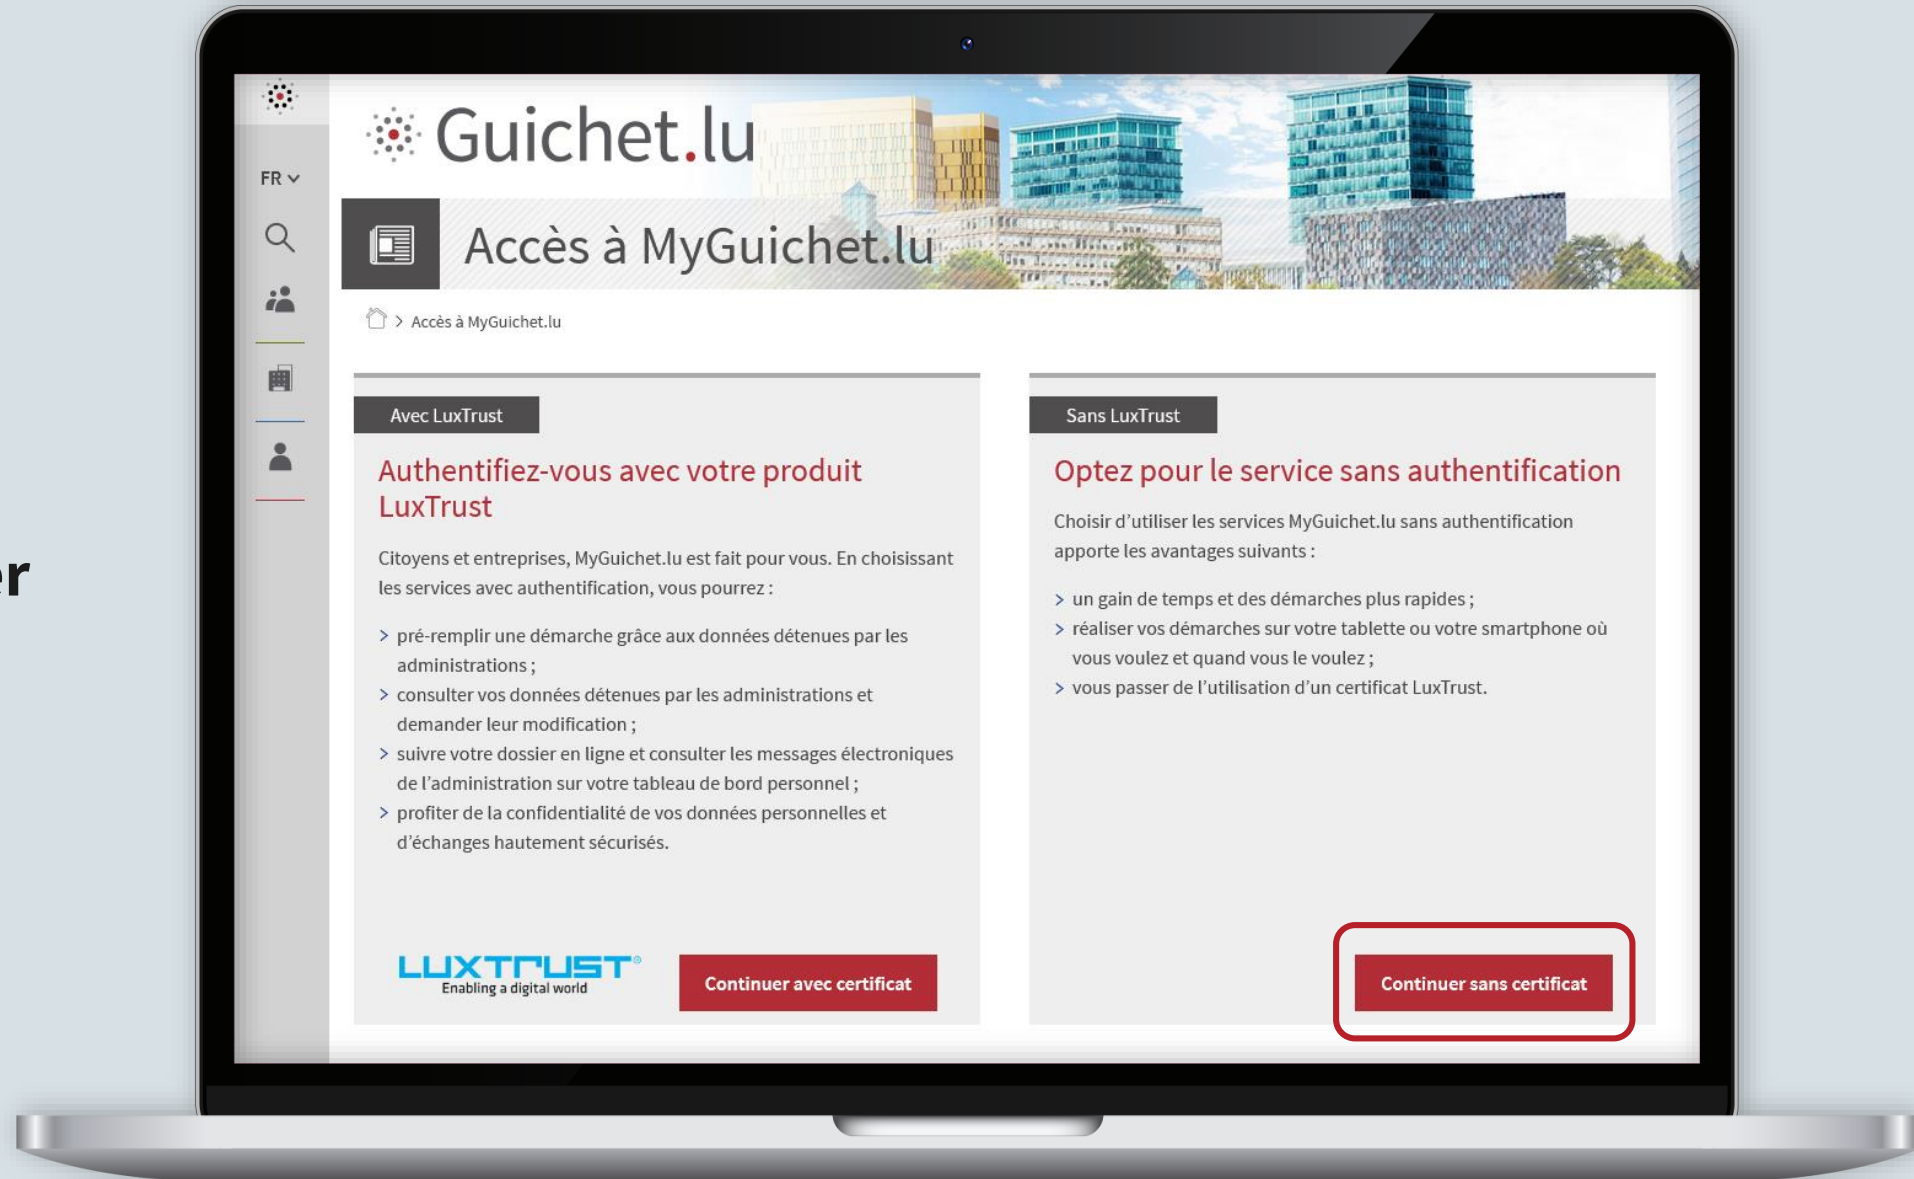 er
FR
Guichet.lu
Accès à MyGuichet.lu
> Accès à MyGuichet.lu
Avec LuxTrust
Authentifiez-vous avec votre produit
LuxTrust
Citoyens et entreprises, MyGuichet.lu est fait pour vous. En choisissant
les services avec authentification, vous pourrez :
> pré-remplir une démarche grâce aux données détenues par les
administrations ;
> consulter vos données détenues par les administrations et
demander leur modification ;
> suivre votre dossier en ligne et consulter les messages électroniques
de l'administration sur votre tableau de bord personnel ;
> profiter de la confidentialité de vos données personnelles et
d'échanges hautement sécurisés.
LUXTRUST®
Enabling a digital world
Continuer avec certificat
Sans LuxTrust
Optez pour le service sans authentification
Choisir d'utiliser les services MyGuichet.lu sans authentification
apporte les avantages suivants :
> un gain de temps et des démarches plus rapides ;
> réaliser vos démarches sur votre tablette ou votre smartphone où
vous voulez et quand vous le voulez ;
> vous passer de l'utilisation d'un certificat LuxTrust.
Continuer sans certificat